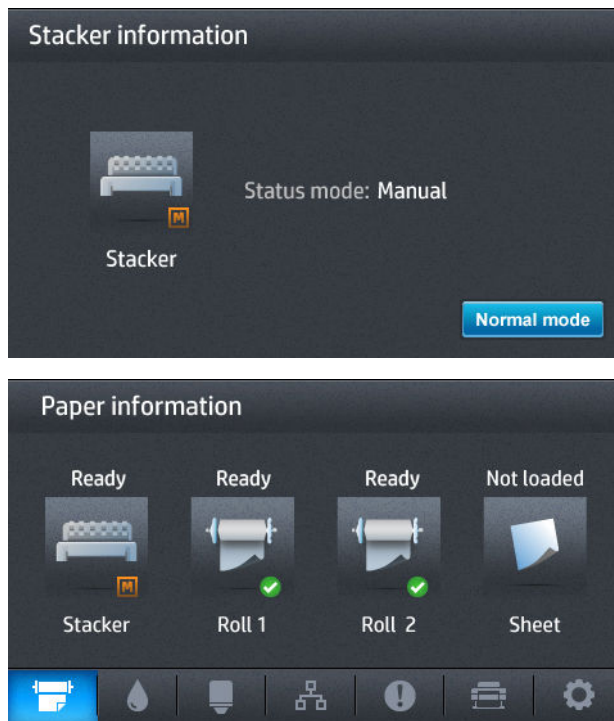 Stacker information
Status mode: Manual
M
Stacker
Normal mode
Paper information
Ready Ready Ready Not loaded
M
Stacker Roll 1 Roll 2 Sheet